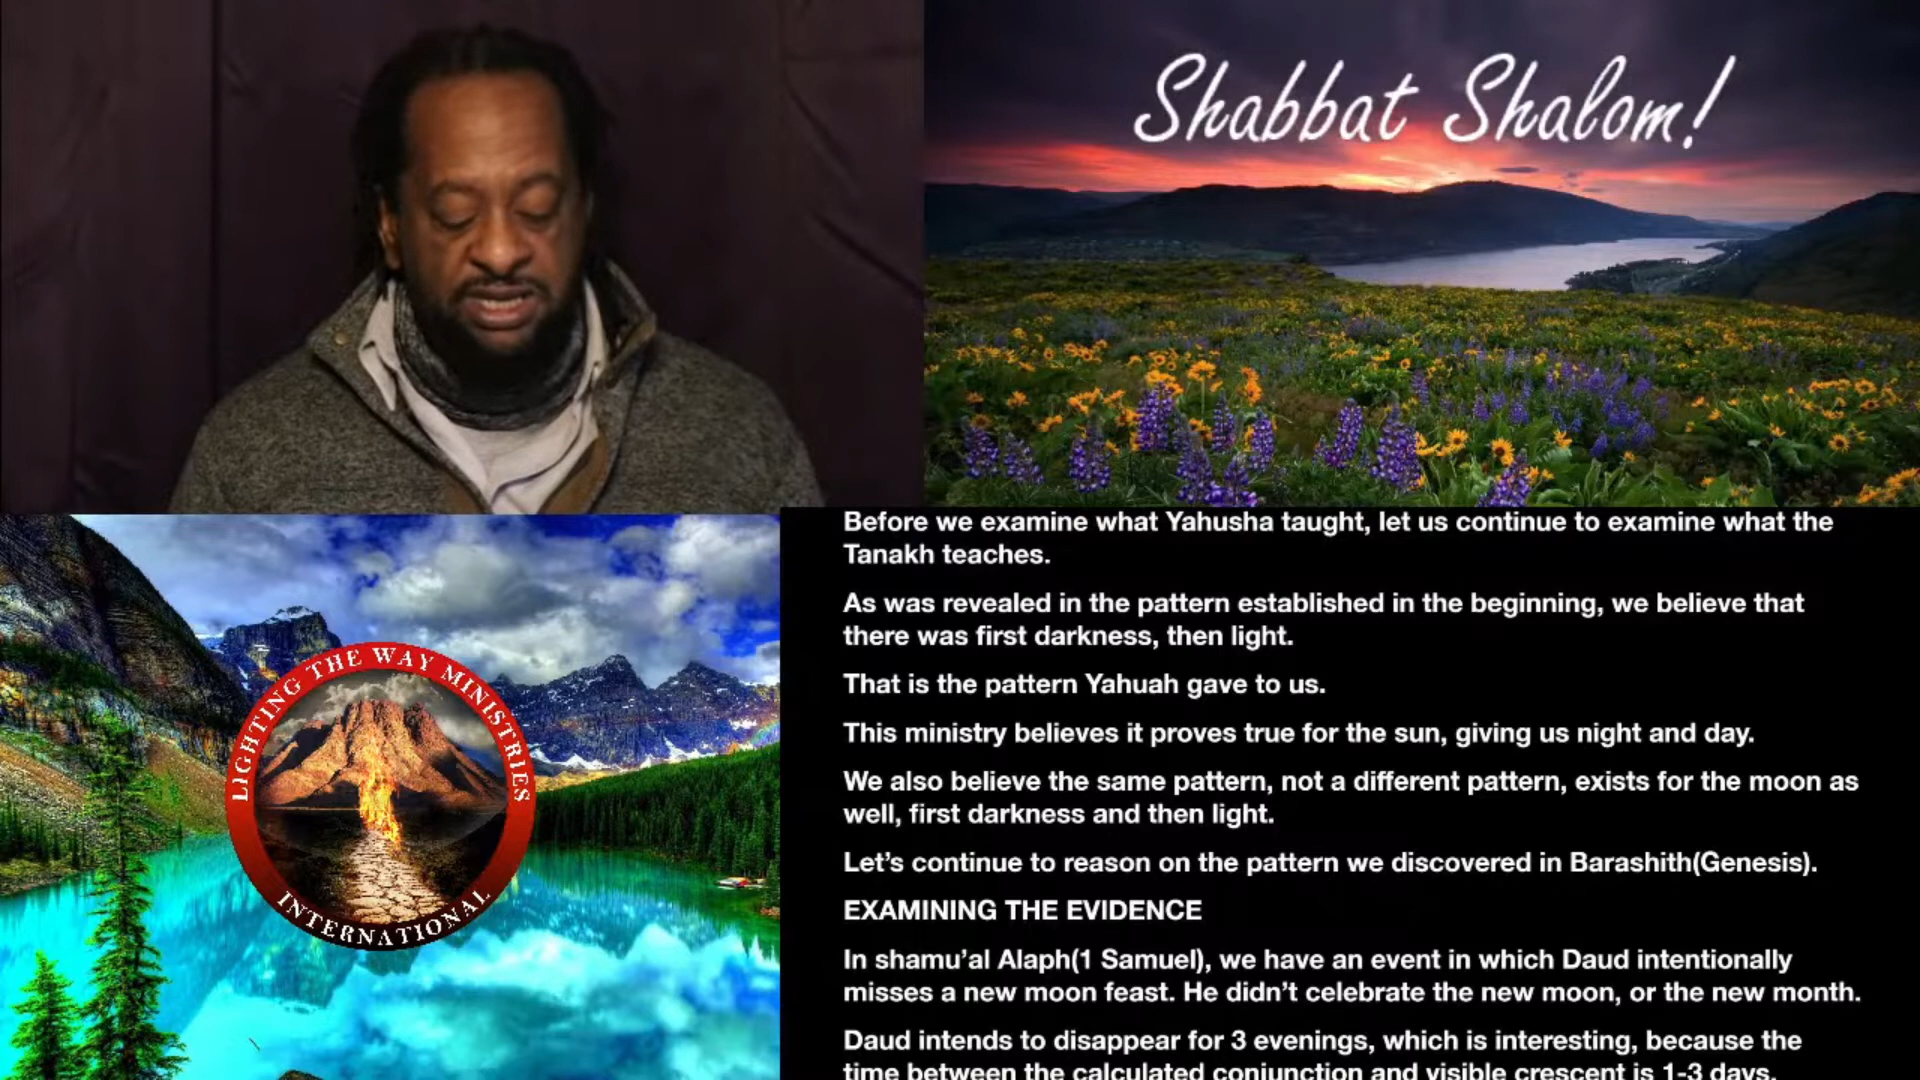 Shabbat Shalom!
LIGHTING THE WAY MINISTRIES
INTERNATIONAL
Before we examine what Yahusha taught, let us continue to examine what the
Tanakh teaches.
As was revealed in the pattern established in the beginning, we believe that
there was first darkness, then light.
That is the pattern Yahuah gave to us.
This ministry believes it proves true for the sun, giving us night and day.
We also believe the same pattern, not a different pattern, exists for the moon as
well, first darkness and then light.
Let’s continue to reason on the pattern we discovered in Barashith(Genesis).
EXAMINING THE EVIDENCE
In shamu’al Alaph(1 Samuel), we have an event in which Daud intentionally
misses a new moon feast. He didn’t celebrate the new moon, or the new month.
Daud intends to disappear for 3 evenings, which is interesting, because the
time between the calculated conjunction and visible crescent is 1-3 days.